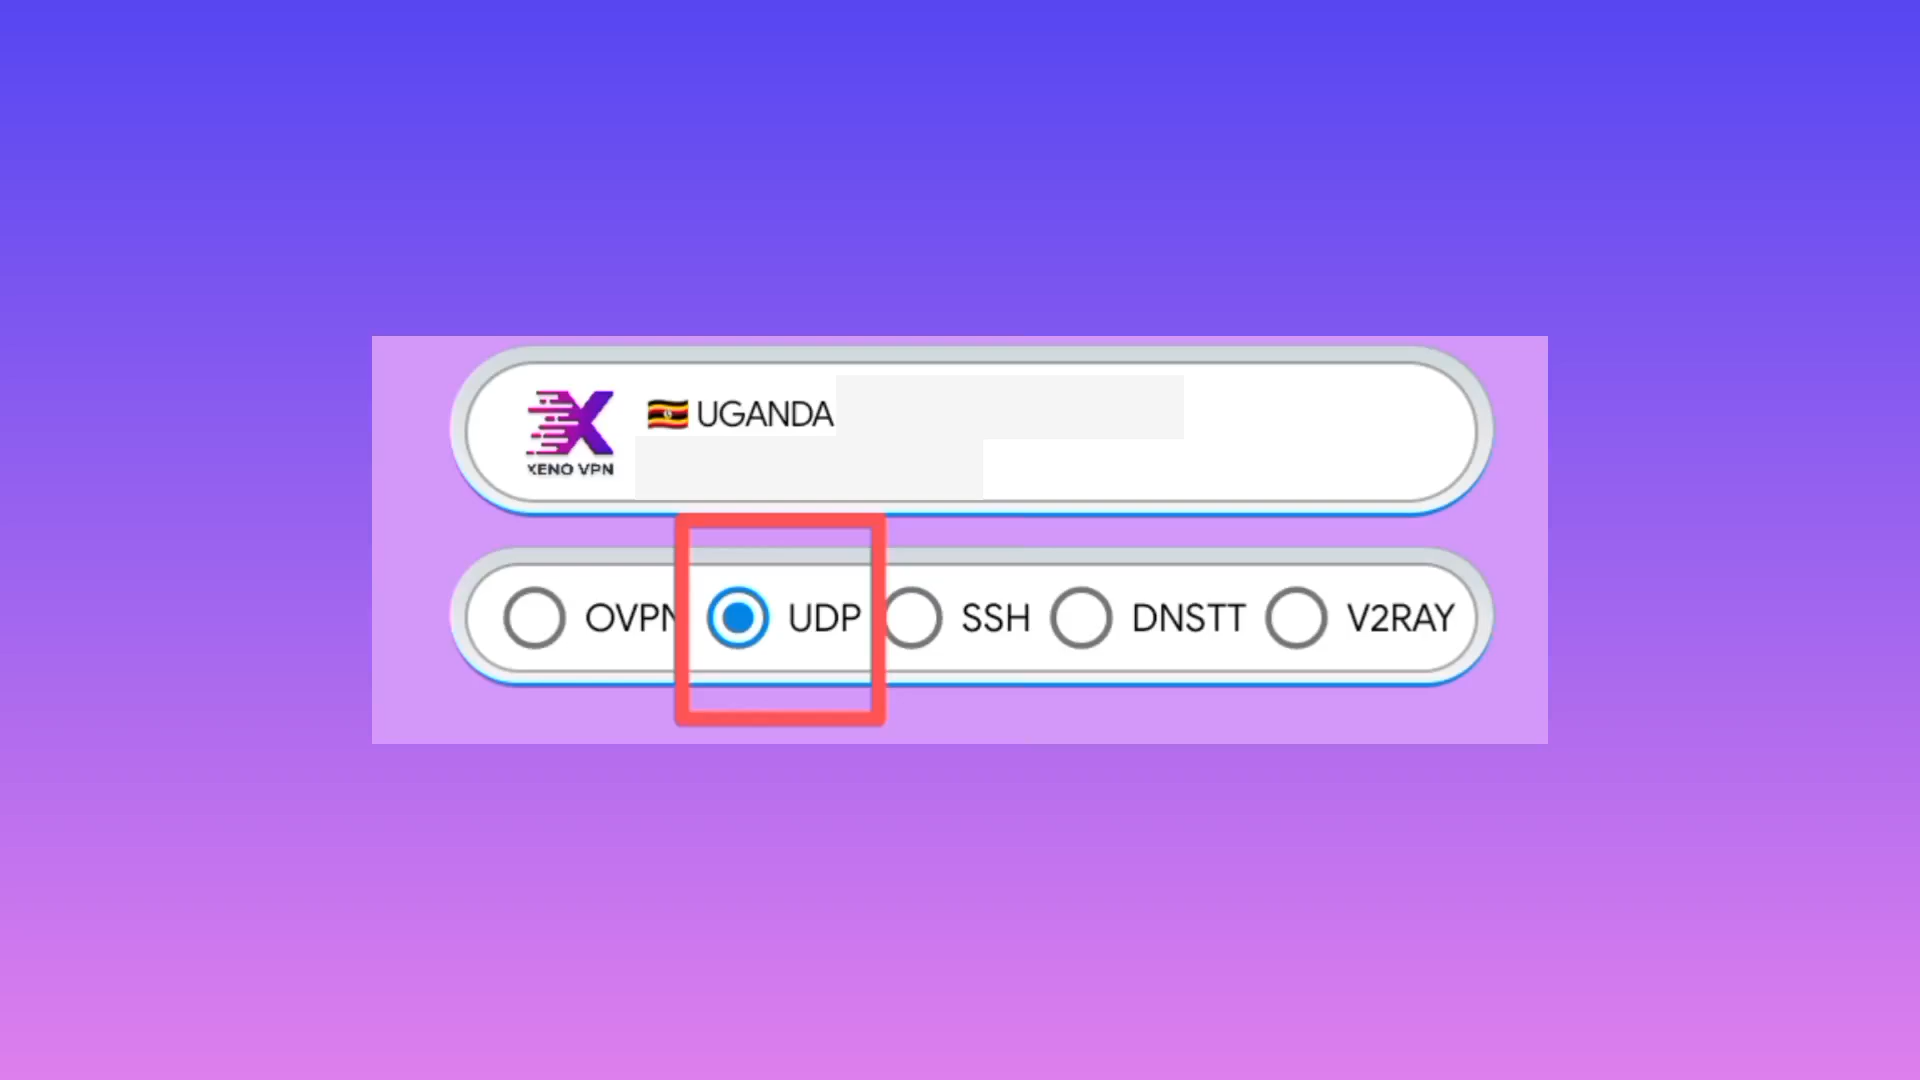 🇺🇬 UGANDA
XENO VPN
OVPN UDP SSH DNSTT V2RAY